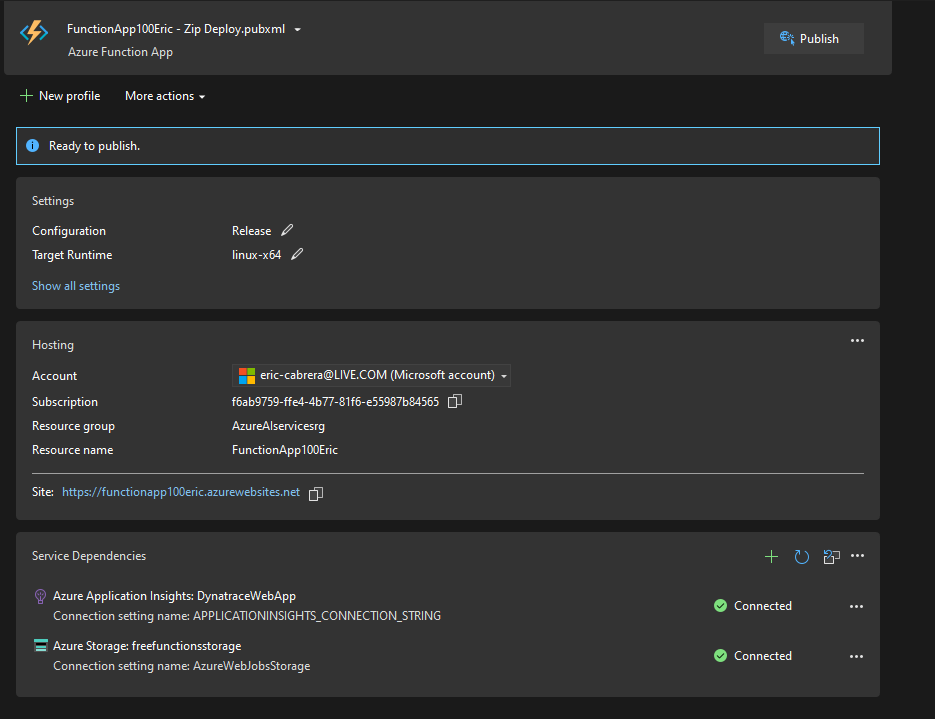 FunctionApp100Eric - Zip Deploy.pubxml
Azure Function App
Publish
New profile
More actions
Ready to publish.
Settings
Configuration Release
Target Runtime linux-x64
Show all settings
Hosting
Account eric-cabrera@LIVE.COM (Microsoft account)
Subscription f6ab9759-ffe4-4b77-81f6-e55987b84565
Resource group AzureAIservicesrg
Resource name FunctionApp100Eric
Site: https://functionapp100eric.azurewebsites.net
Service Dependencies
Azure Application Insights: DynatraceWebApp
Connection setting name: APPLICATIONINSIGHTS_CONNECTION_STRING
Connected
Azure Storage: freefunctionsstorage
Connection setting name: AzureWebJobsStorage
Connected